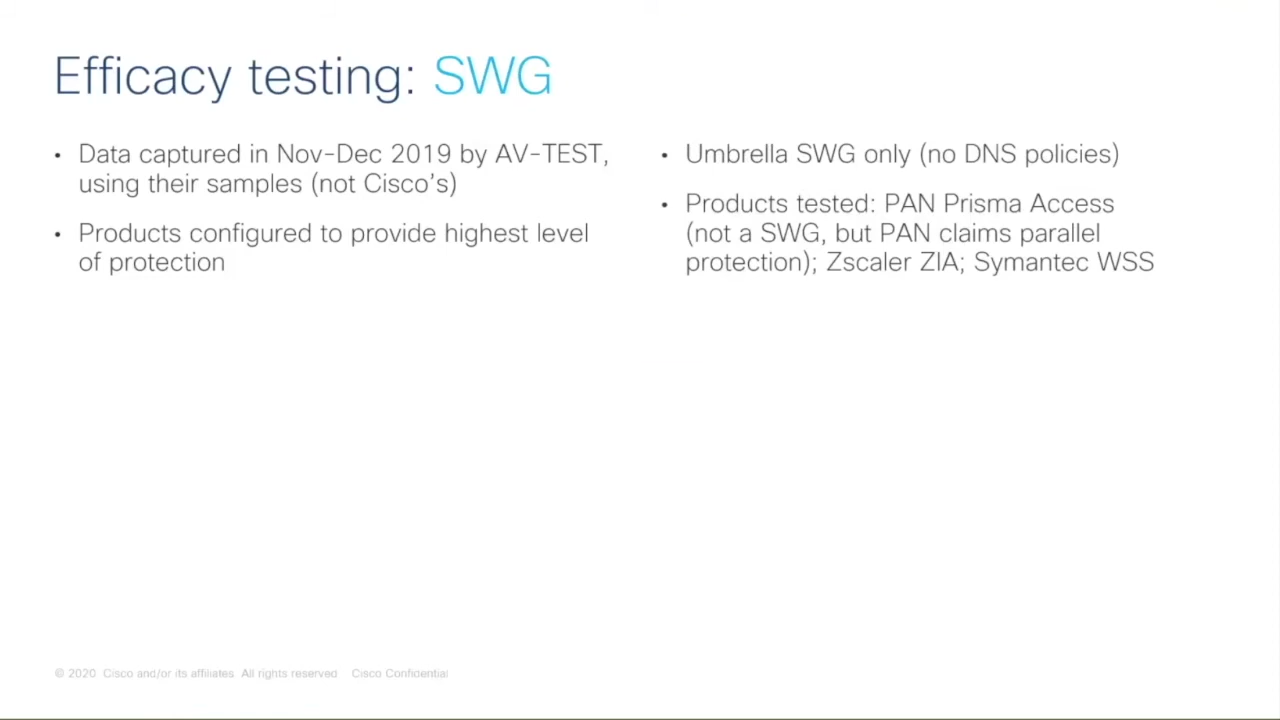 Efficacy testing: SWG
• Data captured in Nov-Dec 2019 by AV-TEST,
using their samples (not Cisco's)
• Products configured to provide highest level
of protection
• Umbrella SWG only (no DNS policies)
• Products tested: PAN Prisma Access
(not a SWG, but PAN claims parallel
protection); Zscaler ZIA; Symantec WSS
© 2020 Cisco and/or its affiliates. All rights reserved Cisco Confidential